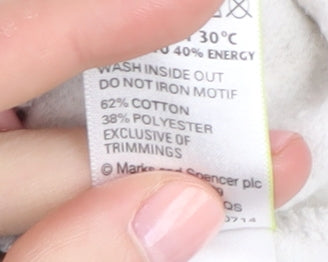 30°C
40% ENERGY
WASH INSIDE OUT
DO NOT IRON MOTIF
62% COTTON
38% POLYESTER
EXCLUSIVE OF
TRIMMINGS
© Marks and Spencer plc